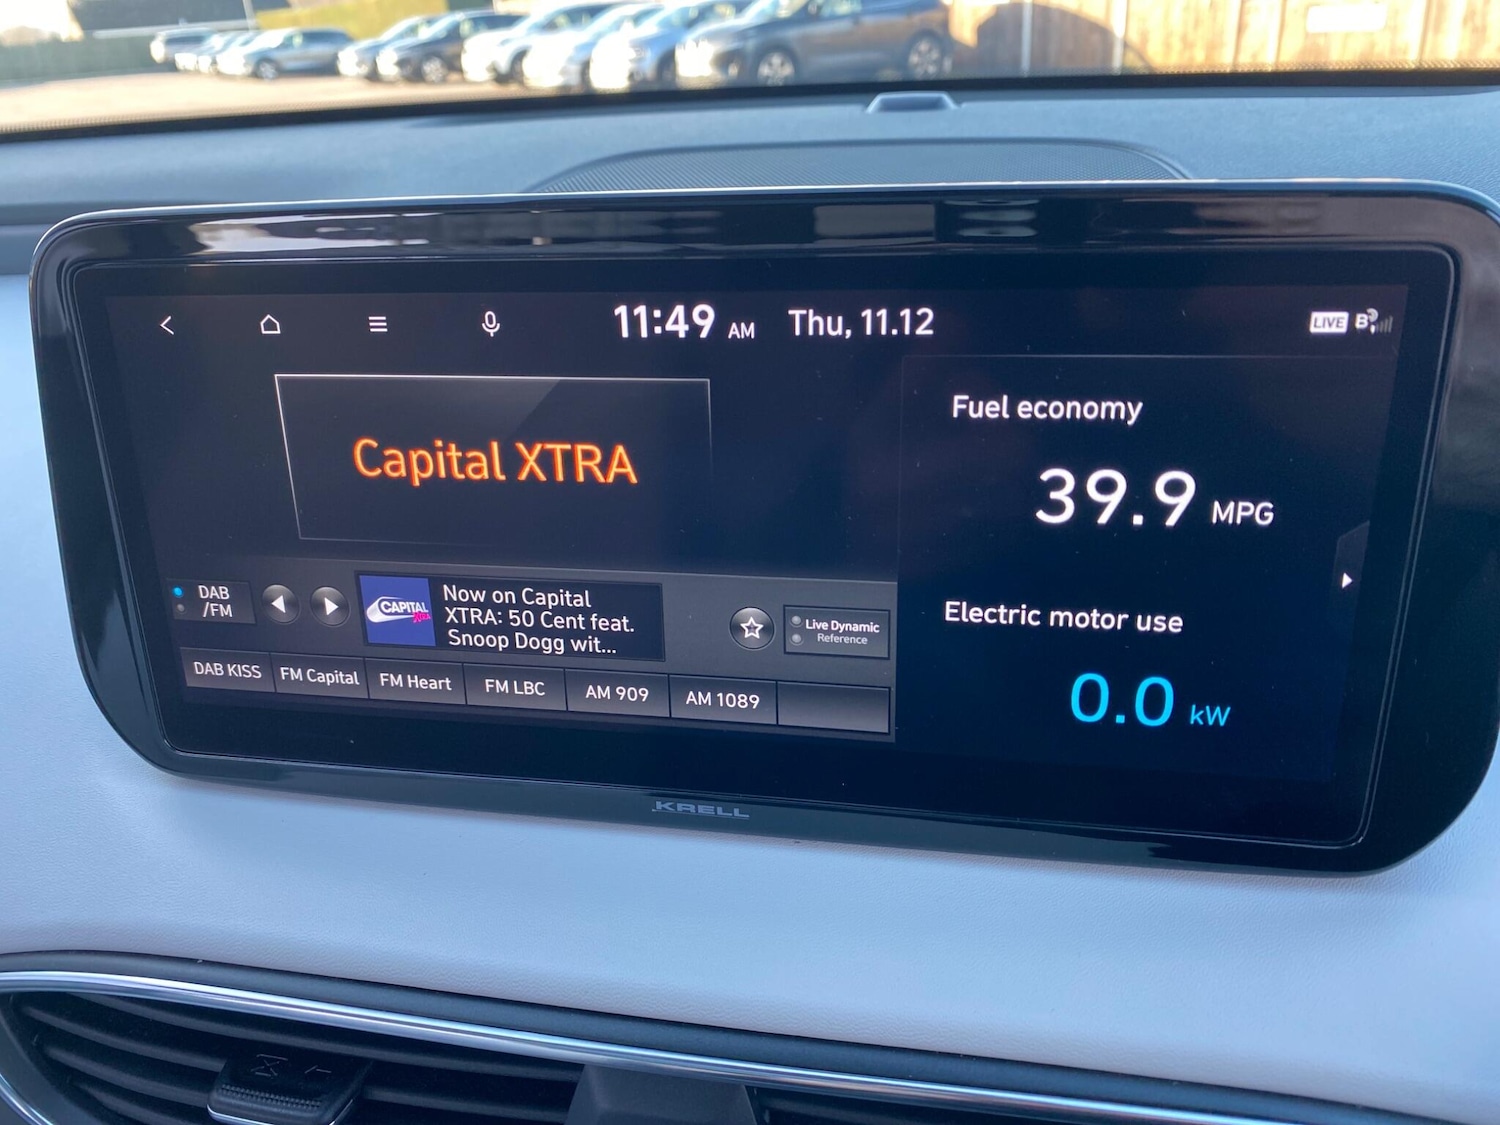 11:49 AM Thu, 11.12
LIVE
Capital XTRA
Fuel economy
39.9 MPG
DAB
/FM
CAPITAL
XTRA
Now on Capital
XTRA: 50 Cent feat.
Snoop Dogg wit...
Live Dynamic
Reference
Electric motor use
0.0 kW
DAB KISS
FM Capital
FM Heart
FM LBC
AM 909
AM 1089
KRELL